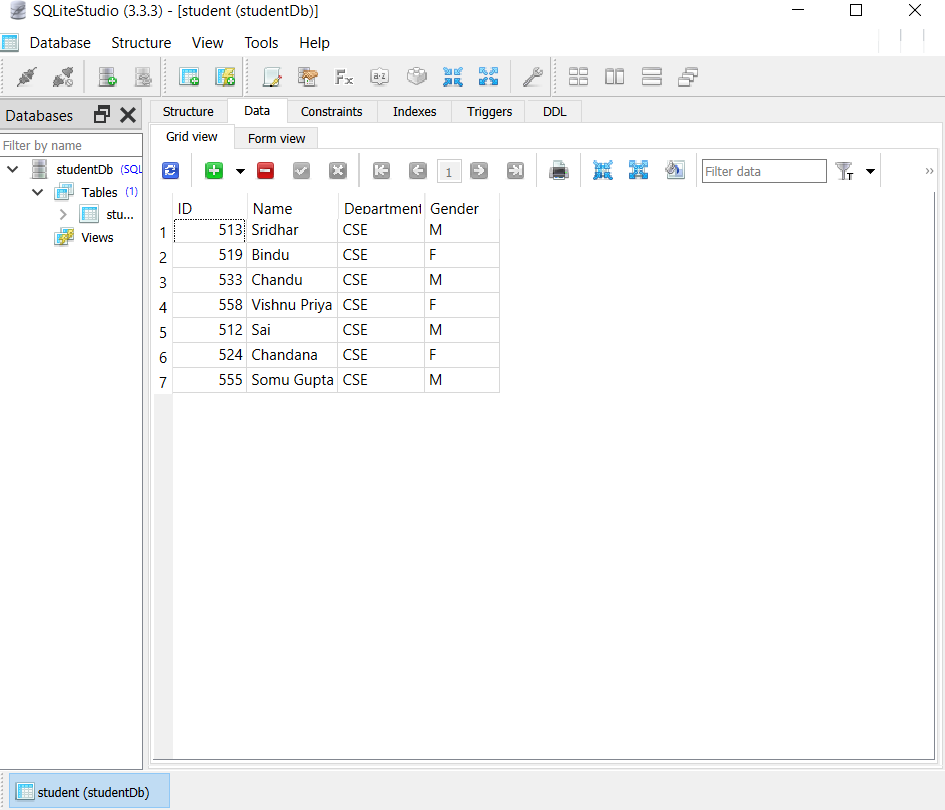 SQLiteStudio (3.3.3) - [student (studentDb)]
Database Structure View Tools Help
Databases
Filter by name
studentDb (SQL
Tables (1)
stu...
Views
Structure Data Constraints Indexes Triggers DDL
Grid view Form view
1 Filter data
ID Name Department Gender
1 513 Sridhar CSE M
2 519 Bindu CSE F
3 533 Chandu CSE M
4 558 Vishnu Priya CSE F
5 512 Sai CSE M
6 524 Chandana CSE F
7 555 Somu Gupta CSE M
student (studentDb)